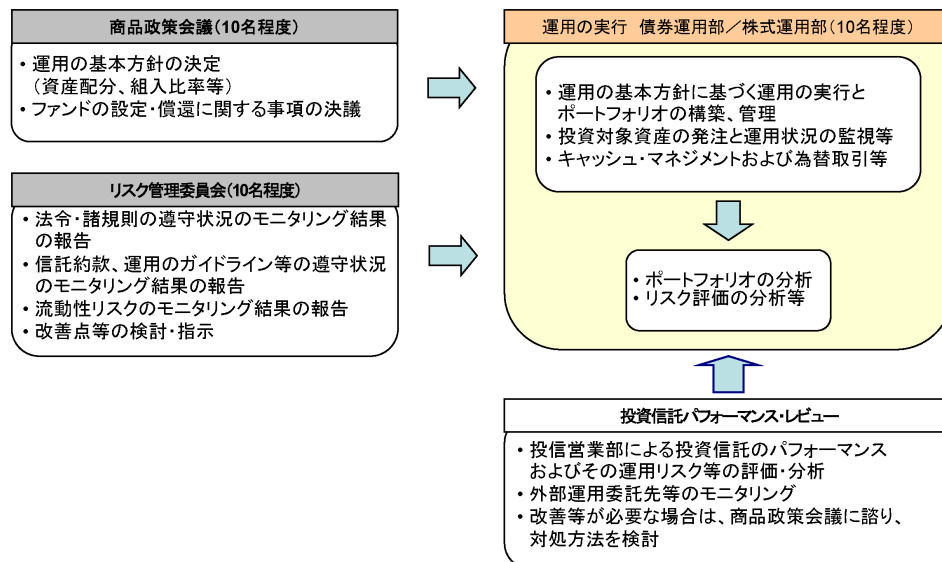 商品政策会議(10名程度)
・運用の基本方針の決定
(資産配分、組入比率等)
・ファンドの設定・償還に関する事項の決議
リスク管理委員会(10名程度)
・法令・諸規則の遵守状況のモニタリング結果
の報告
・信託約款、運用のガイドライン等の遵守状況
のモニタリング結果の報告
・流動性リスクのモニタリング結果の報告
・改善点等の検討・指示
運用の実行 債券運用部／株式運用部(10名程度)
・運用の基本方針に基づく運用の実行と
ポートフォリオの構築、管理
・投資対象資産の発注と運用状況の監視等
・キャッシュ・マネジメントおよび為替取引等
・ポートフォリオの分析
・リスク評価の分析等
投資信託パフォーマンス・レビュー
・投信営業部による投資信託のパフォーマンス
およびその運用リスク等の評価・分析
・外部運用委託先等のモニタリング
・改善等が必要な場合は、商品政策会議に諮り、
対処方法を検討